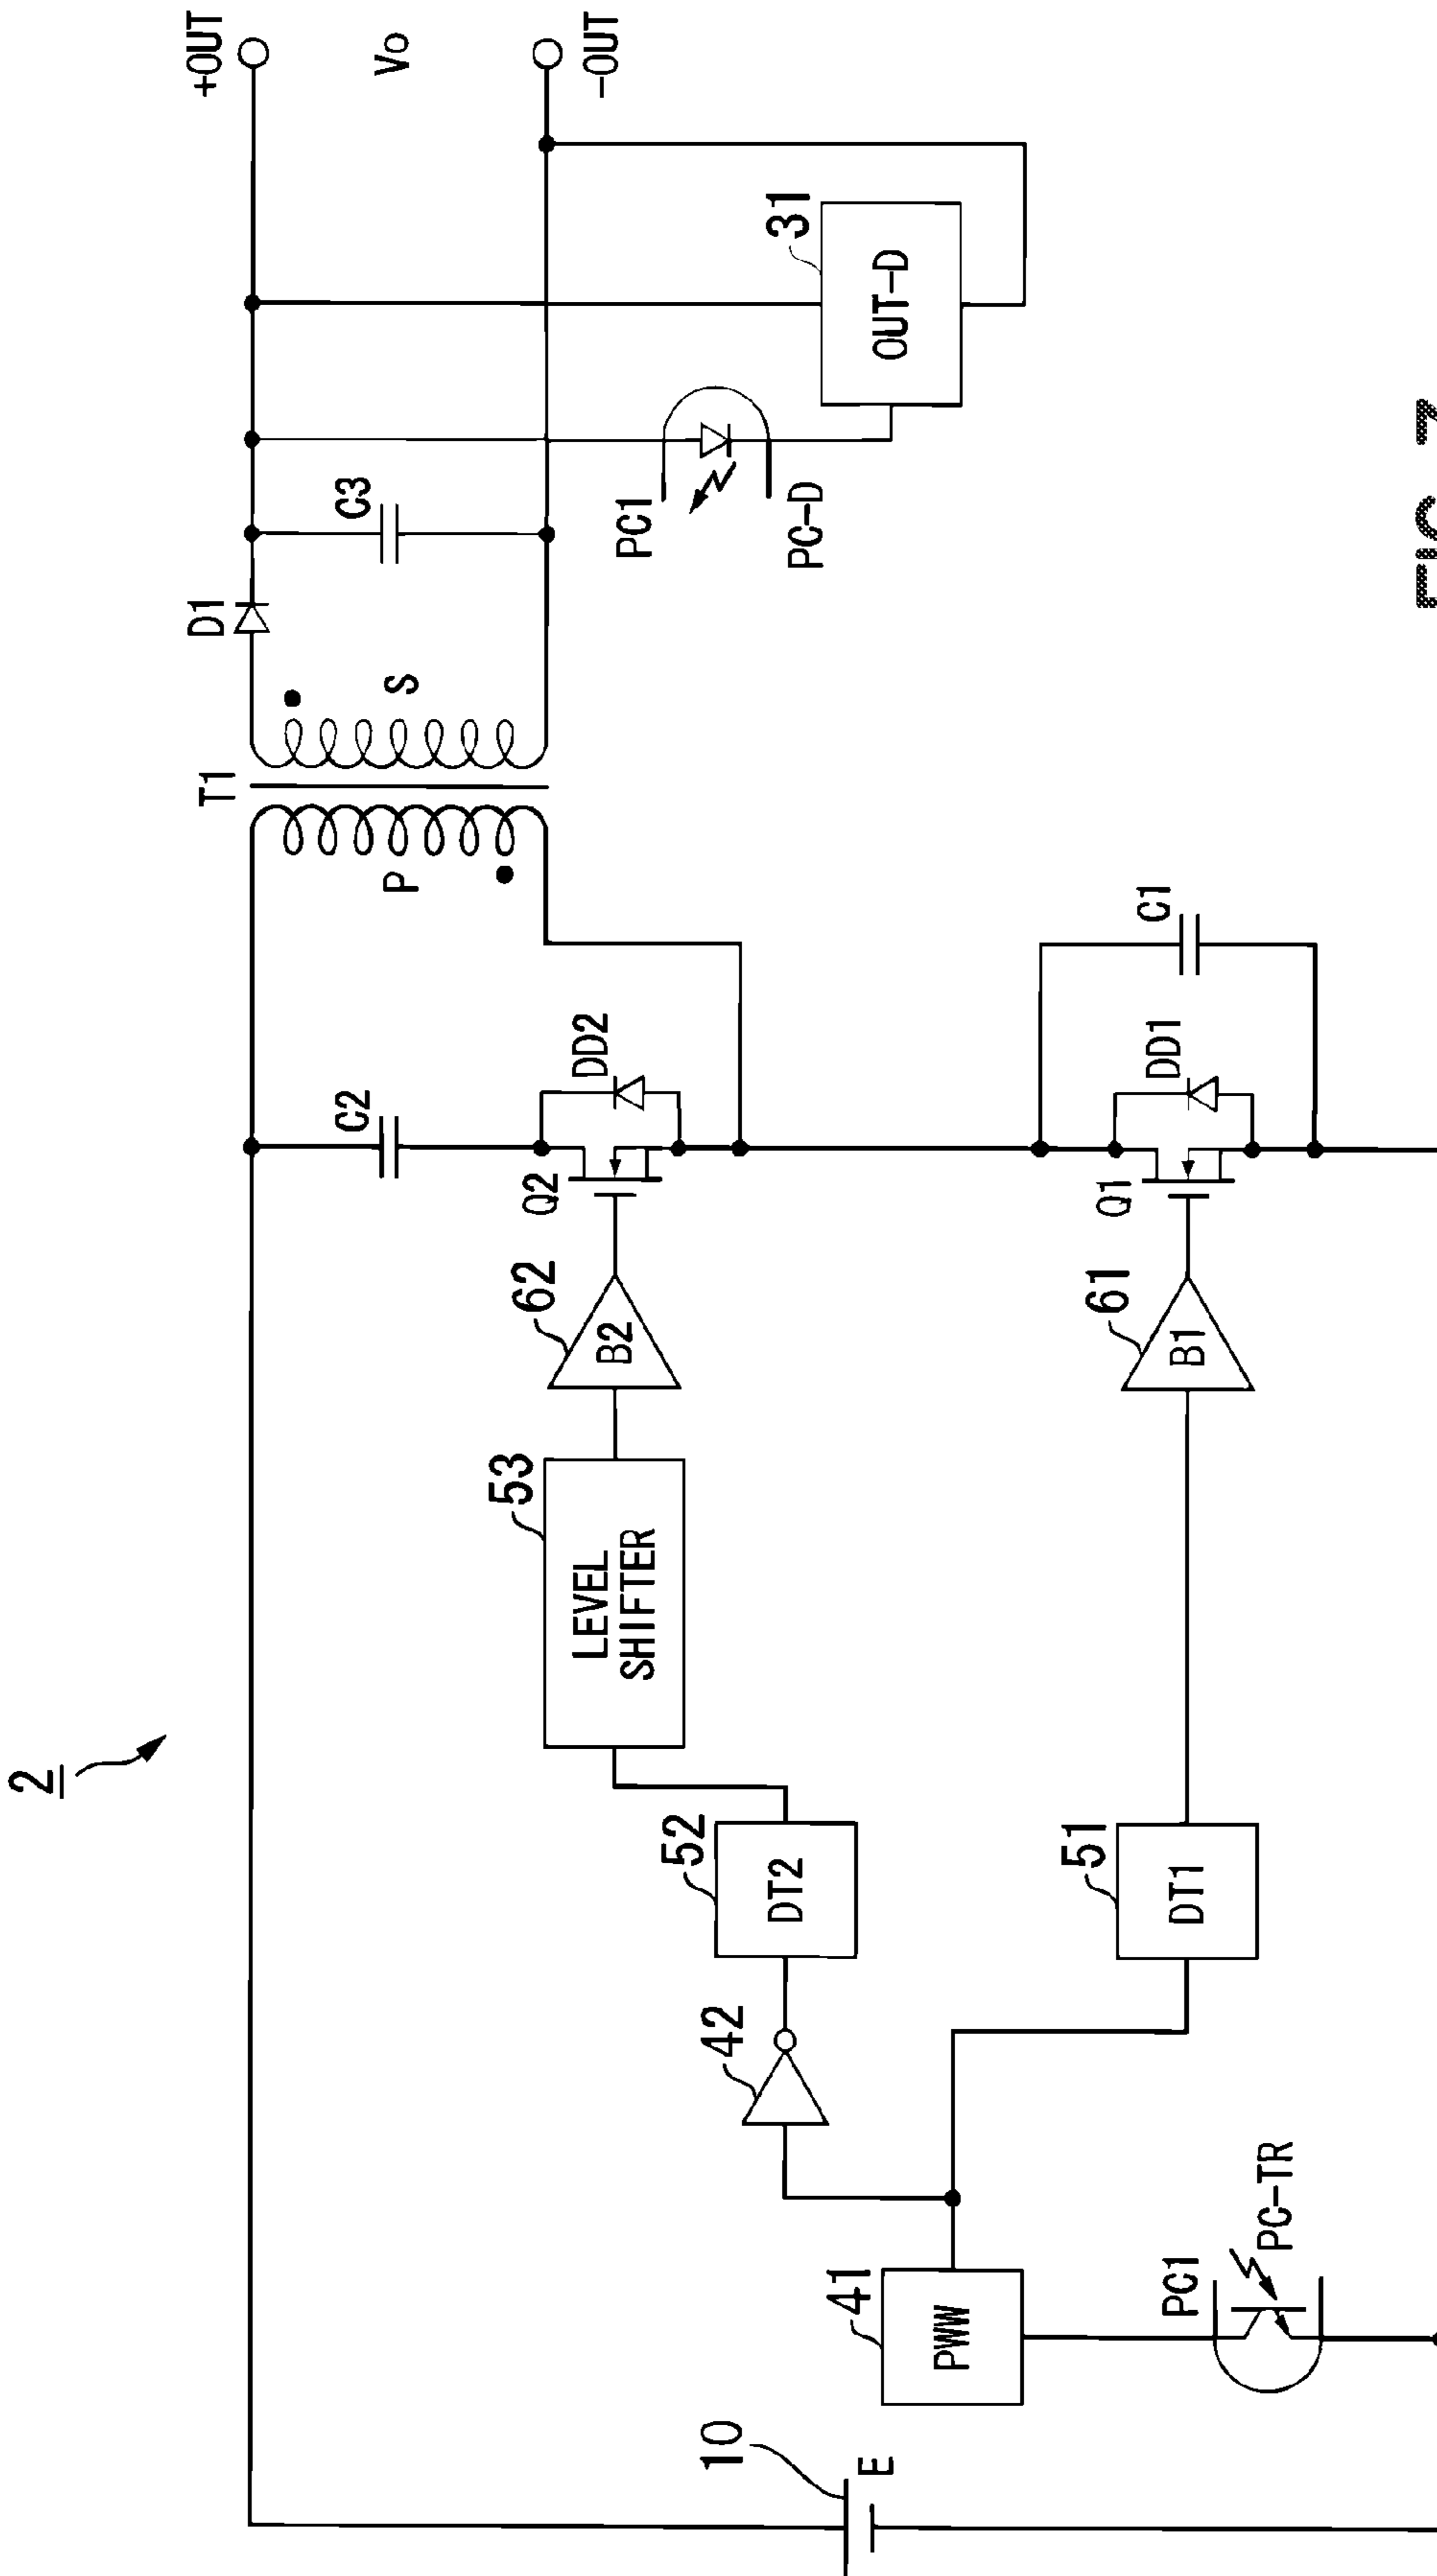 2
T1
D1
+OUT
P
S
C2
C3
Vo
53
LEVEL
SHIFTER
62
B2
Q2
DD2
PC1
PC-D
31
OUT-D
-OUT
42
52
DT2
10
E
41
PWW
PC1
PC-TR
51
DT1
61
B1
Q1
DD1
C1